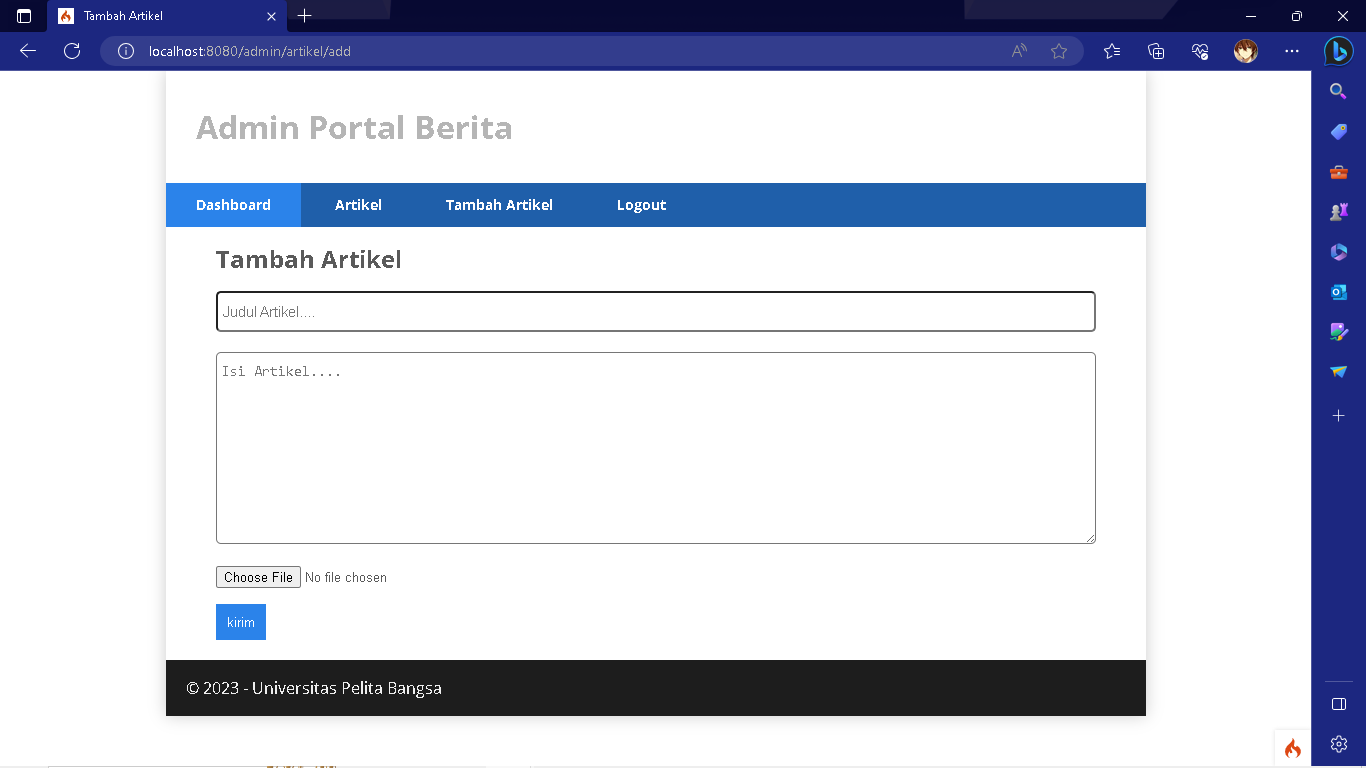 Tambah Artikel
localhost:8080/admin/artikel/add
Admin Portal Berita
Dashboard Artikel Tambah Artikel Logout
Tambah Artikel
Judul Artikel....
Isi Artikel....
Choose File No file chosen
kirim
© 2023 - Universitas Pelita Bangsa